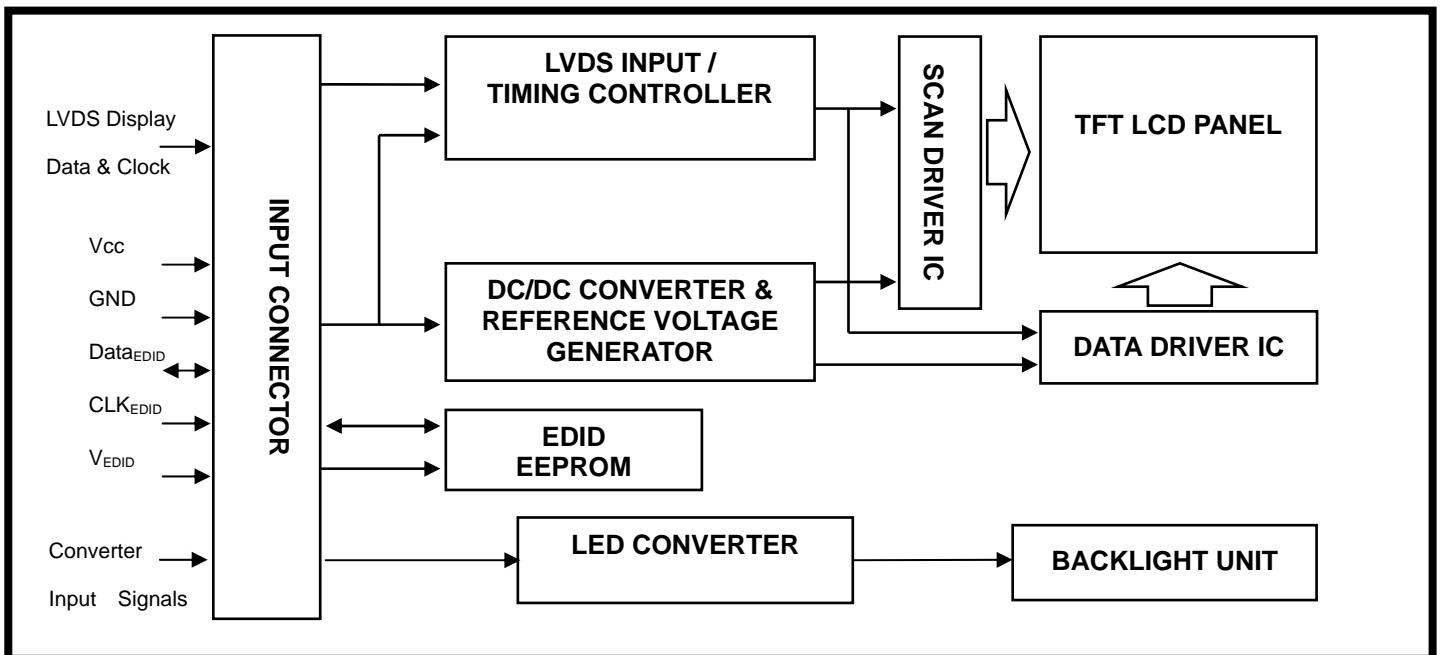 LVDS Display
Data & Clock
Vcc
GND
DataEDID
CLKEDID
VEDID
Converter
Input Signals
INPUT CONNECTOR
LVDS INPUT /
TIMING CONTROLLER
DC/DC CONVERTER &
REFERENCE VOLTAGE
GENERATOR
EDID
EEPROM
LED CONVERTER
SCAN DRIVER IC
TFT LCD PANEL
DATA DRIVER IC
BACKLIGHT UNIT